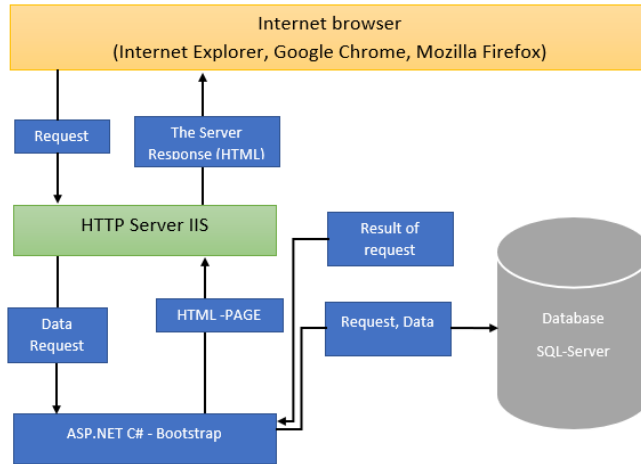 Internet browser
(Internet Explorer, Google Chrome, Mozilla Firefox)
Request
The Server
Response (HTML)
HTTP Server IIS
Result of
request
Data
Request
HTML -PAGE
Request, Data
Database
SQL-Server
ASP.NET C# - Bootstrap